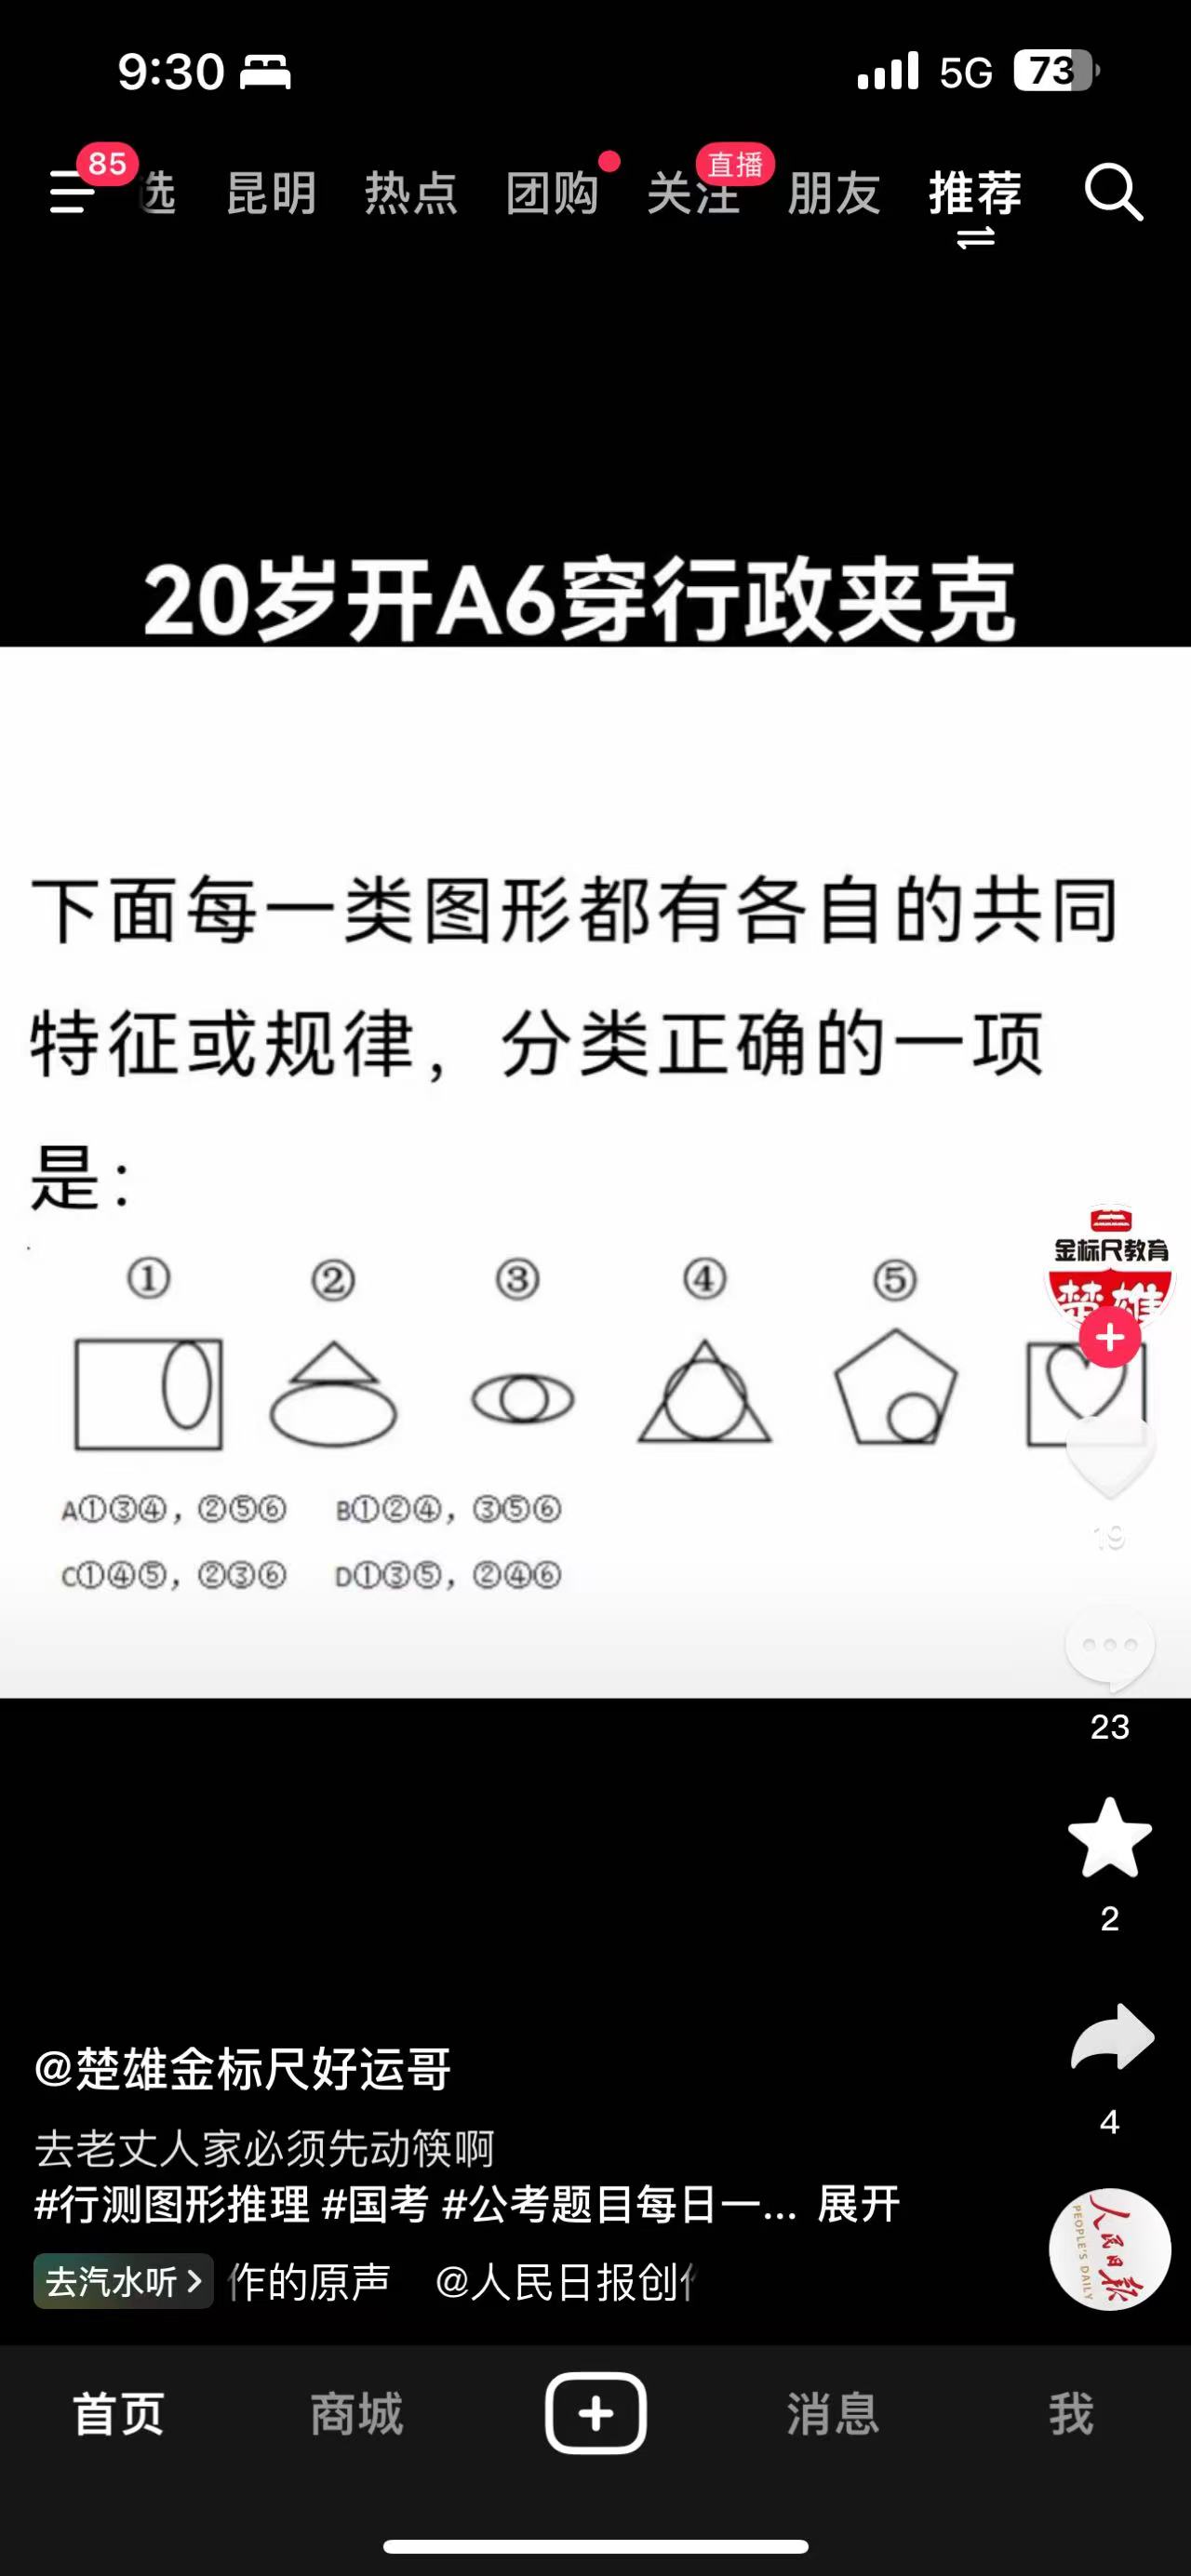 9:30 5G 73
85 选 昆明 热点 团购 关注 直播 朋友 推荐
20岁开A6穿行政夹克
下面每一类图形都有各自的共同
特征或规律，分类正确的一项
是：
① ② ③ ④ ⑤
金标尺教育
楚雄
A①③④，②⑤⑥ B①②④，③⑤⑥
C①④⑤，②③⑥ D①③⑤，②④⑥
19
23
2
4
@楚雄金标尺好运哥
去老丈人家必须先动筷啊
#行测图形推理 #国考 #公考题目每日一... 展开
去汽水听 作的原声 @人民日报创
人民日报
PEOPLE'S DAILY
首页 商城 消息 我